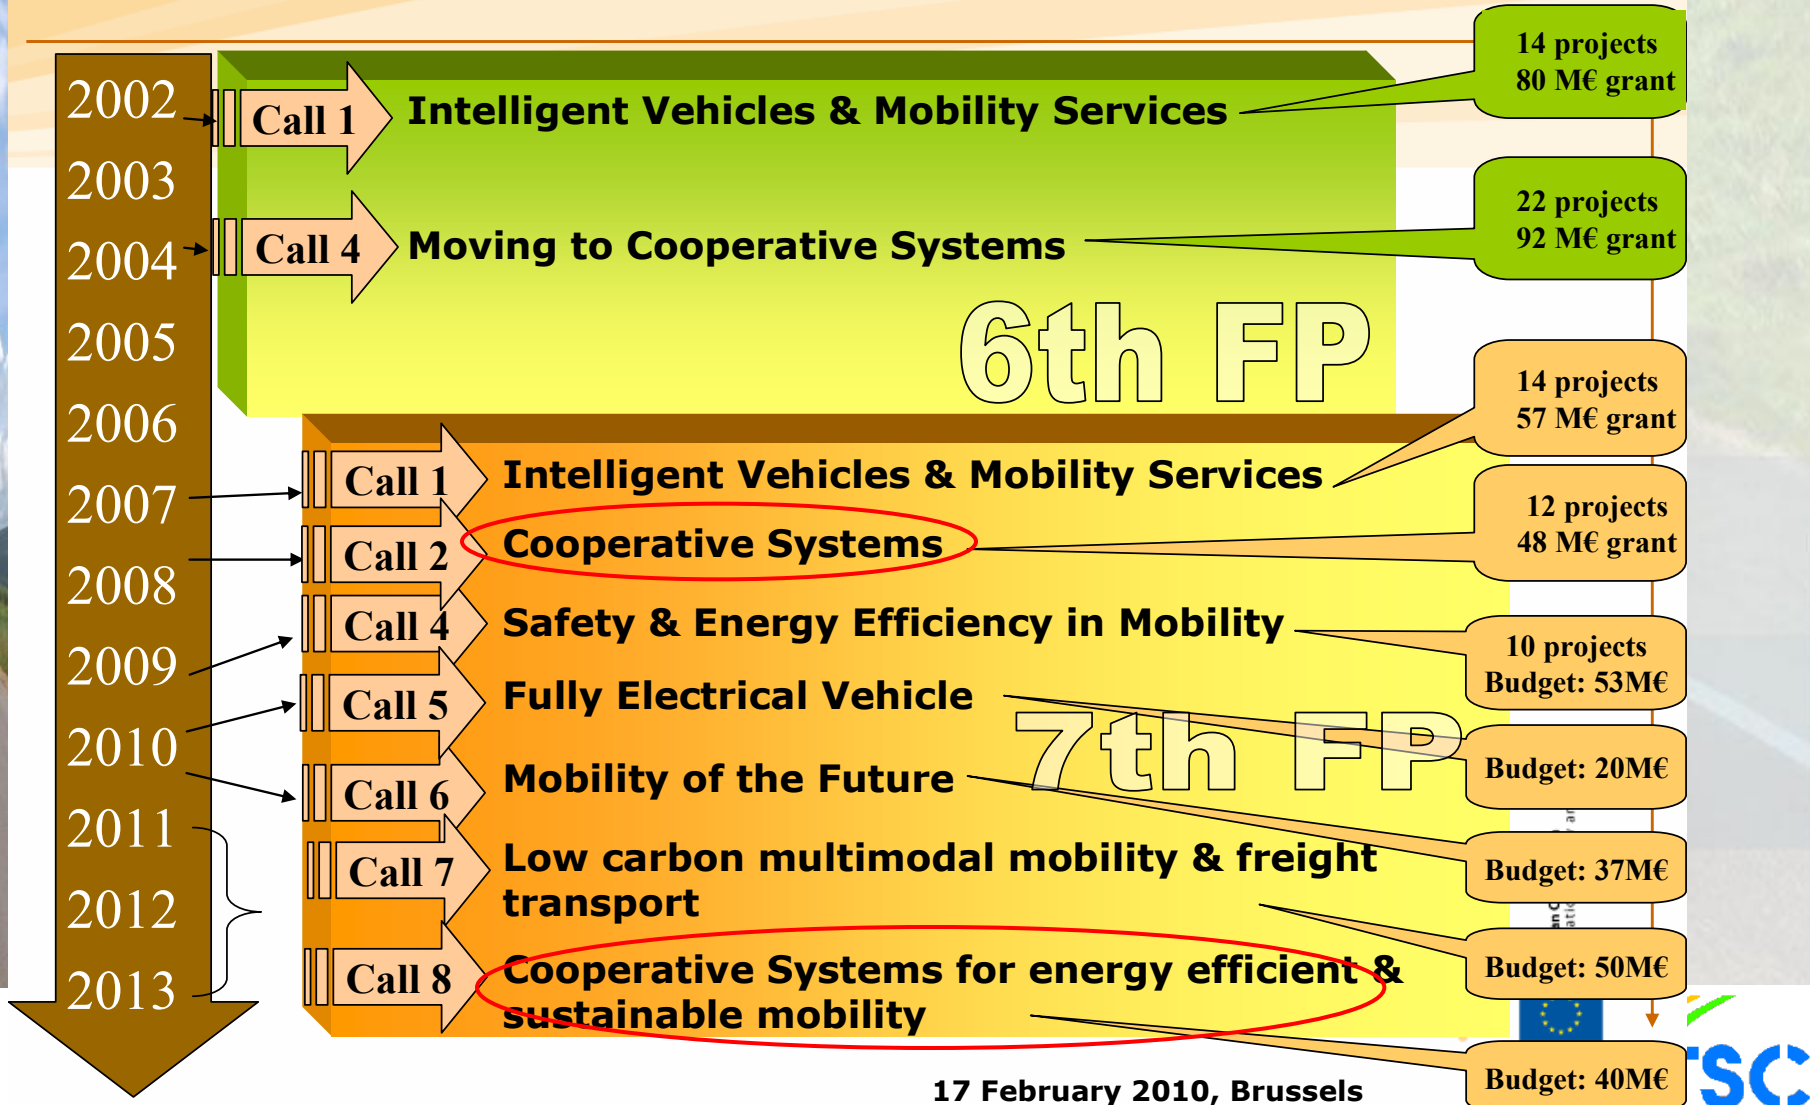 2002
2003
2004
2005
2006
2007
2008
2009
2010
2011
2012
2013
Call 1
Intelligent Vehicles & Mobility Services
14 projects
80 M€ grant
Call 4
Moving to Cooperative Systems
22 projects
92 M€ grant
6th FP
Call 1
Intelligent Vehicles & Mobility Services
14 projects
57 M€ grant
Call 2
Cooperative Systems
12 projects
48 M€ grant
Call 4
Safety & Energy Efficiency in Mobility
10 projects
Budget: 53M€
Call 5
Fully Electrical Vehicle
Budget: 20M€
7th FP
Call 6
Mobility of the Future
Budget: 37M€
Call 7
Low carbon multimodal mobility & freight
transport
Budget: 50M€
Call 8
Cooperative Systems for energy efficient &
sustainable mobility
Budget: 40M€
17 February 2010, Brussels